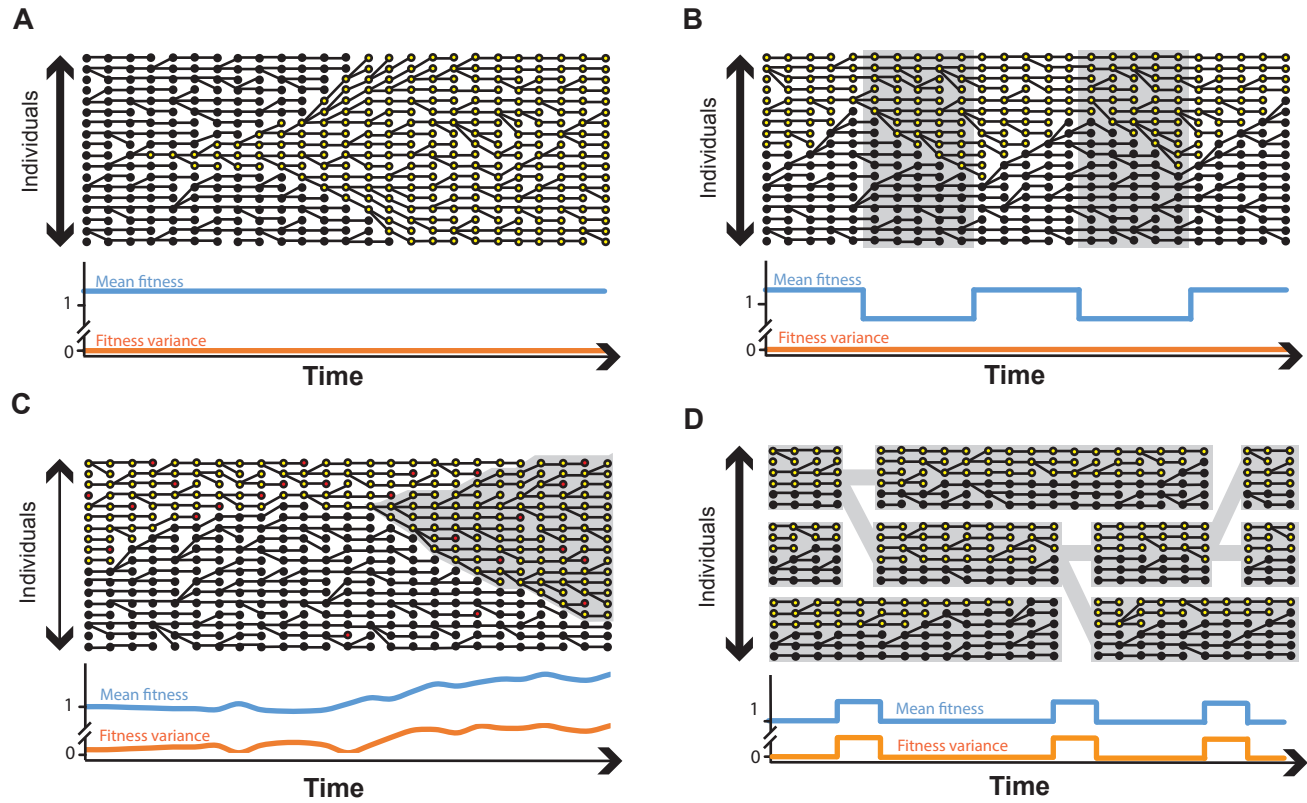 A
Individuals
Mean fitness
1
Fitness variance
0
Time
B
Individuals
Mean fitness
1
Fitness variance
0
Time
C
Individuals
Mean fitness
1
Fitness variance
0
Time
D
Individuals
1
Mean fitness
Fitness variance
0
Time